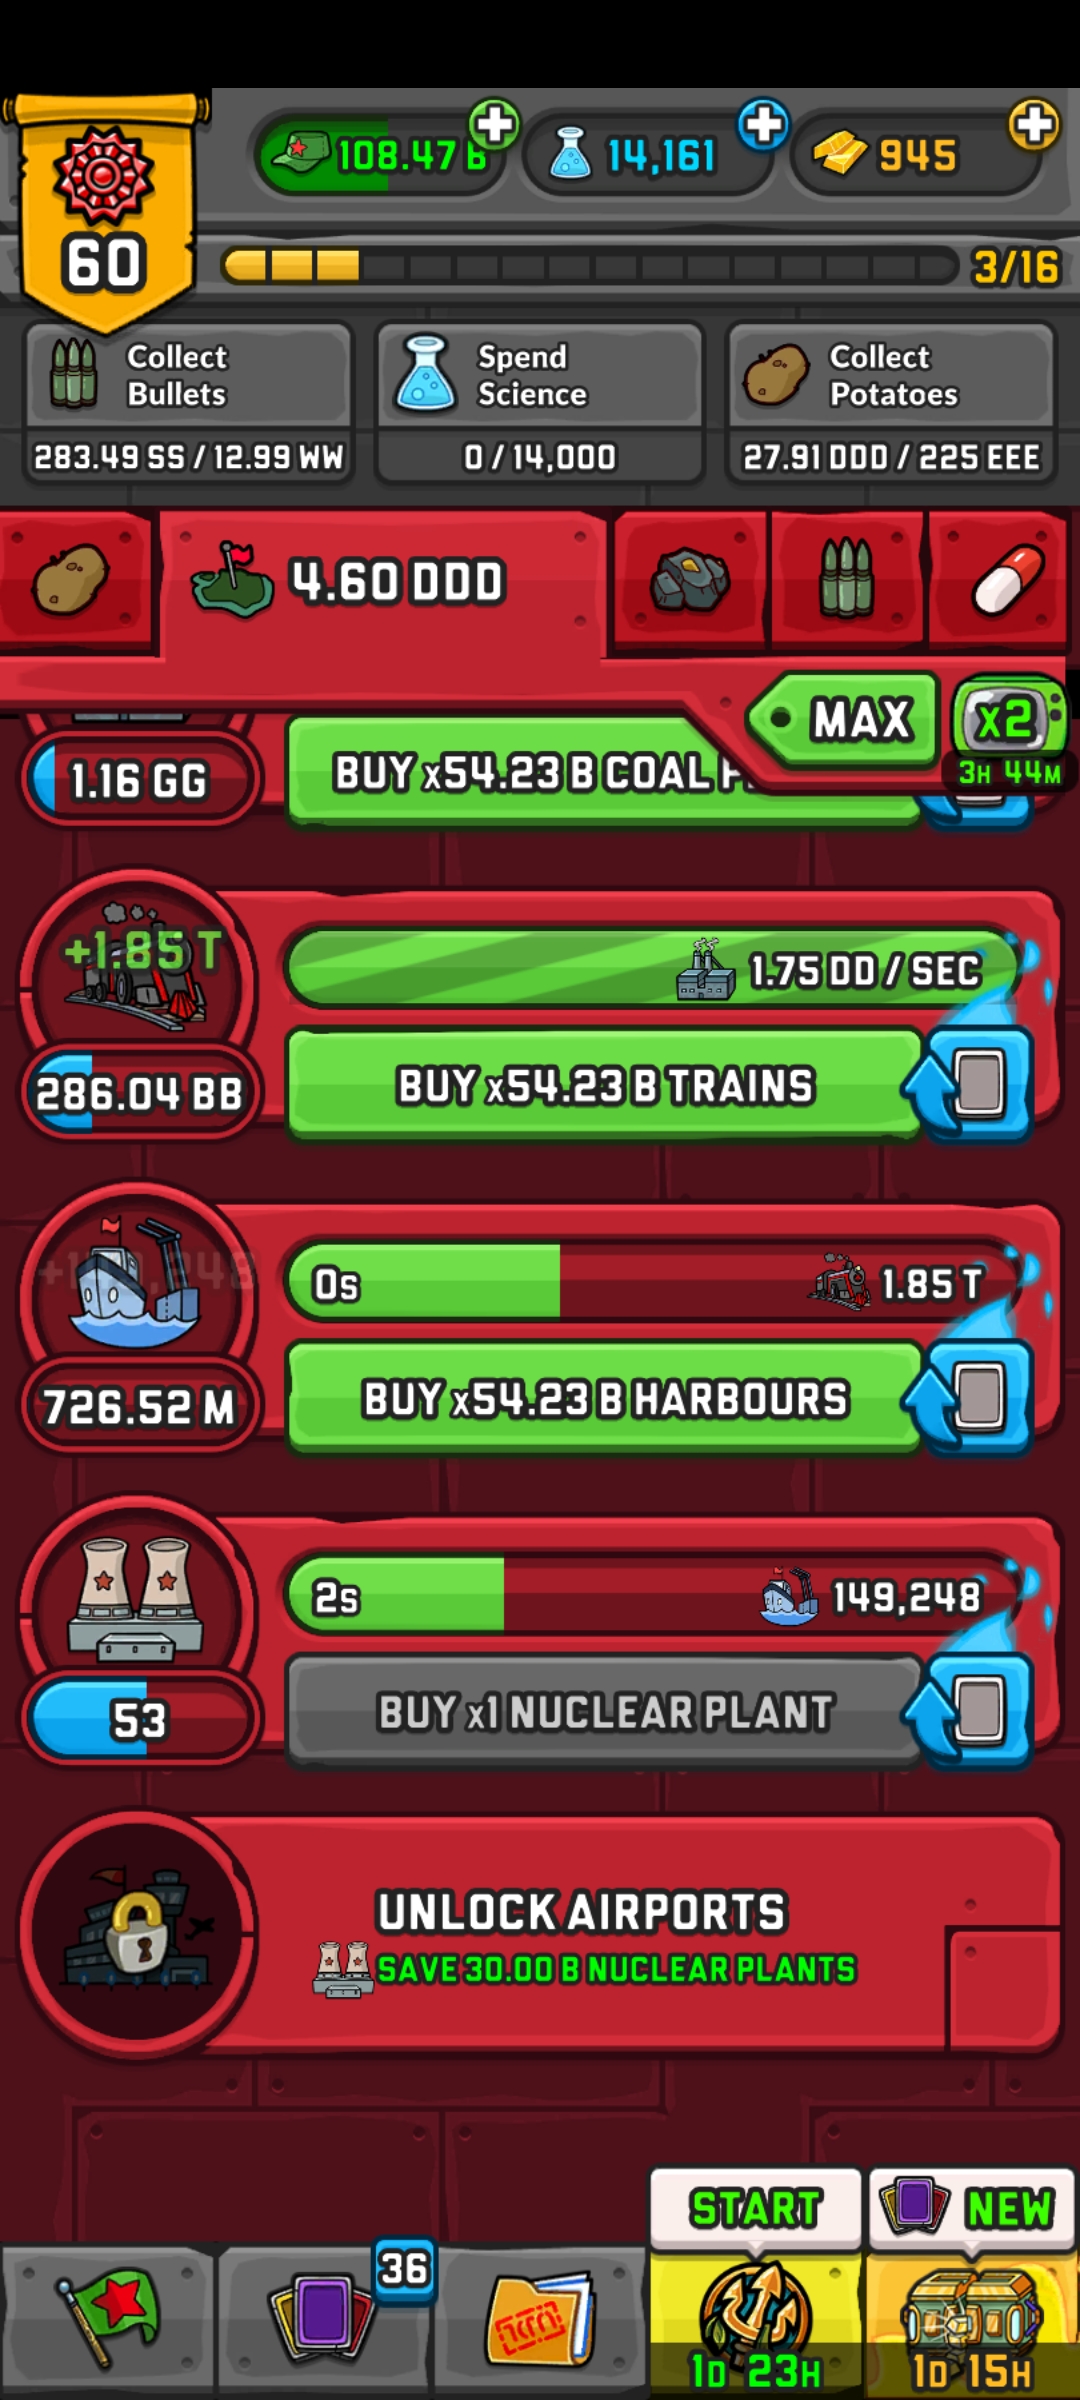 60
108.47 B
14,161
945
3/16
Collect
Bullets
283.49 SS / 12.99 WW
Spend
Science
0 / 14,000
Collect
Potatoes
27.91 DDD / 225 EEE
4.60 DDD
MAX
x2
3H 44M
1.16 GG
BUY x54.23 B COAL
+1.85 T
1.75 DD / SEC
286.04 BB
BUY x54.23 B TRAINS
0s
1.85 T
726.52 M
BUY x54.23 B HARBOURS
2s
149,248
53
BUY x1 NUCLEAR PLANT
UNLOCK AIRPORTS
SAVE 30.00 B NUCLEAR PLANTS
START
NEW
36
1D 23H
1D 15H